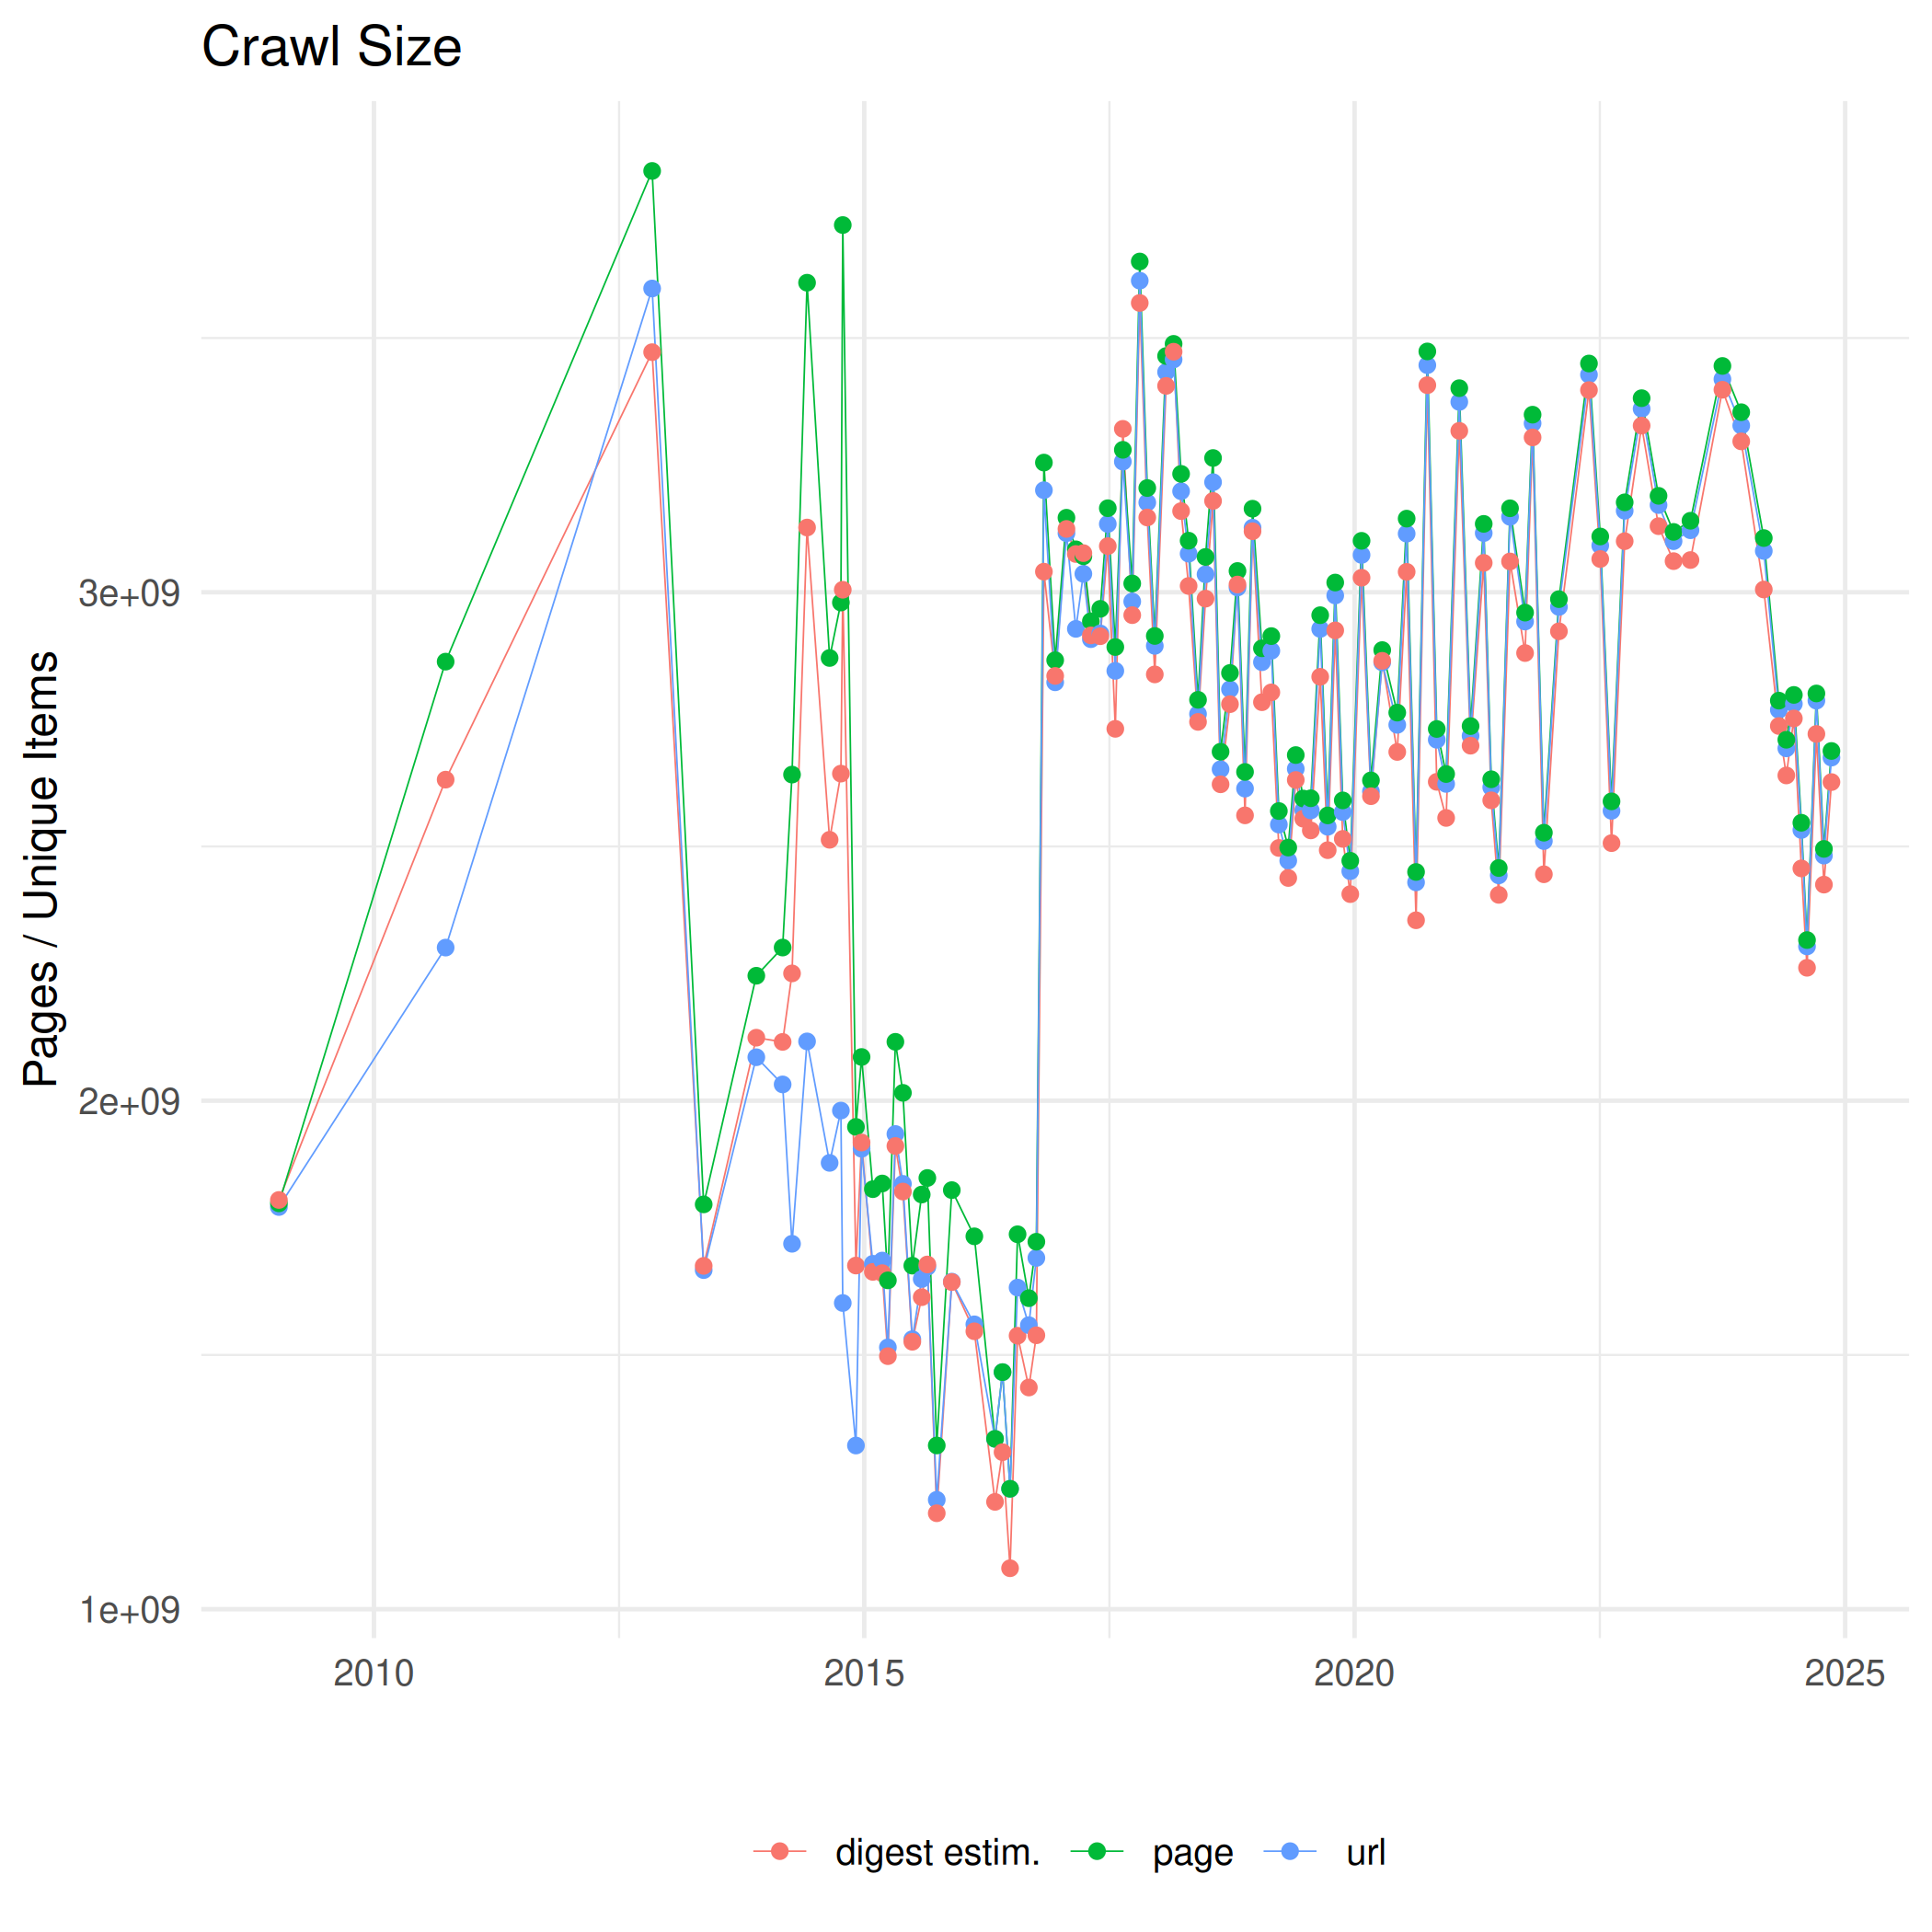 Crawl Size
Pages / Unique Items
3e+09
2e+09
1e+09
2010 2015 2020 2025
digest estim. page url